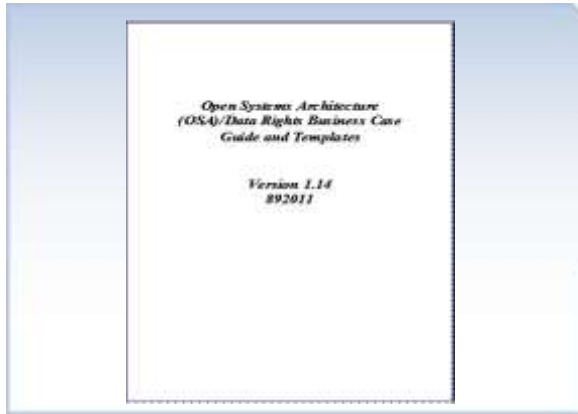 Open Systems Architecture
(OSA)/Data Rights Business Case
Guide and Templates
Version 1.14
892011